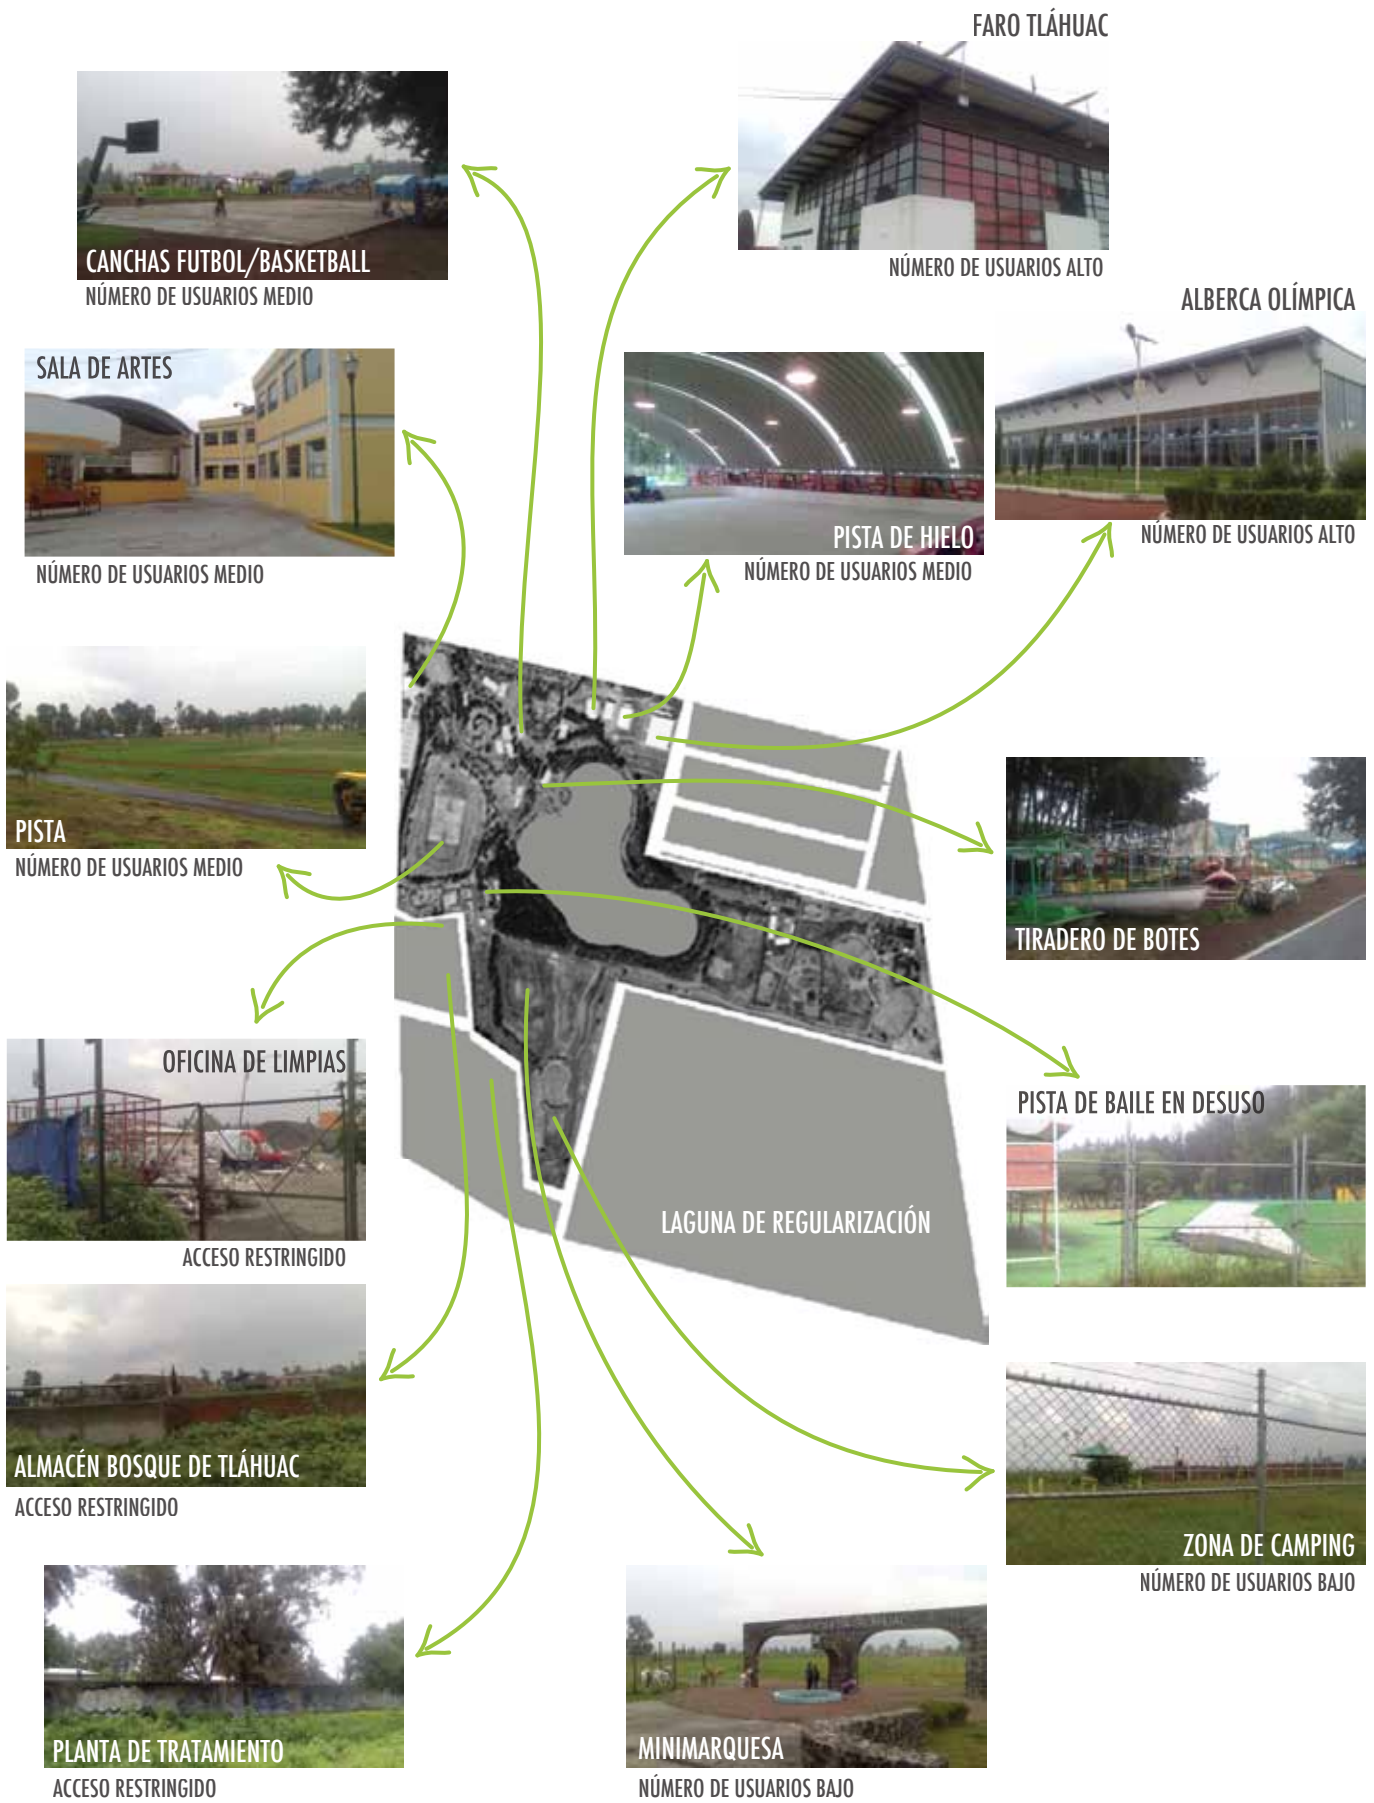 FARO TLÁHUAC
CANCHAS FUTBOL/BASKETBALL
NÚMERO DE USUARIOS MEDIO
NÚMERO DE USUARIOS ALTO
ALBERCA OLÍMPICA
SALA DE ARTES
PISTA DE HIELO
NÚMERO DE USUARIOS ALTO
NÚMERO DE USUARIOS MEDIO
NÚMERO DE USUARIOS MEDIO
PISTA
NÚMERO DE USUARIOS MEDIO
TIRADERO DE BOTES
OFICINA DE LIMPIAS
PISTA DE BAILE EN DESUSO
LAGUNA DE REGULARIZACIÓN
ACCESO RESTRINGIDO
ALMACÉN BOSQUE DE TLÁHUAC
ACCESO RESTRINGIDO
ZONA DE CAMPING
NÚMERO DE USUARIOS BAJO
PLANTA DE TRATAMIENTO
ACCESO RESTRINGIDO
MINIMARQUESA
NÚMERO DE USUARIOS BAJO